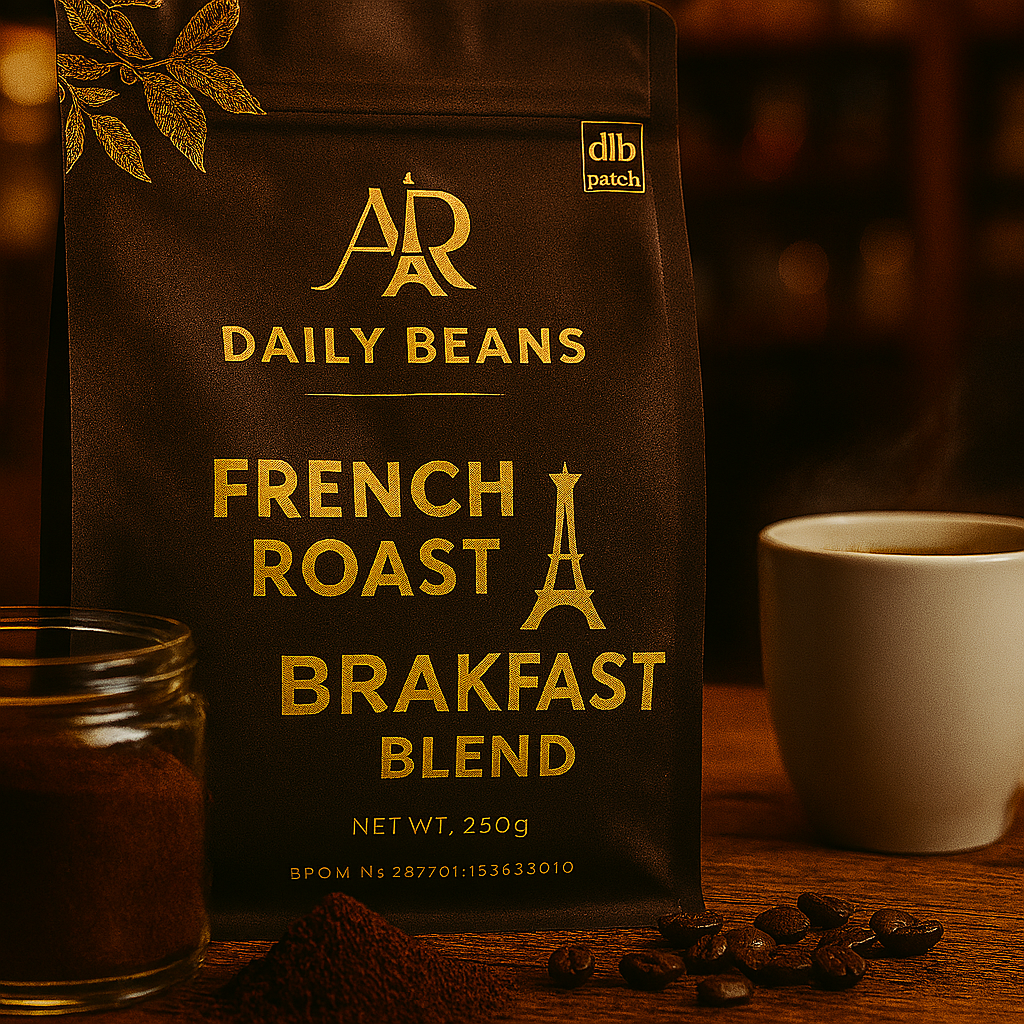 dlb
patch
AR
DAILY BEANS
FRENCH
ROAST
BRAKFAST
BLEND
NET WT, 250g
BPOM Ns 287701:153633010